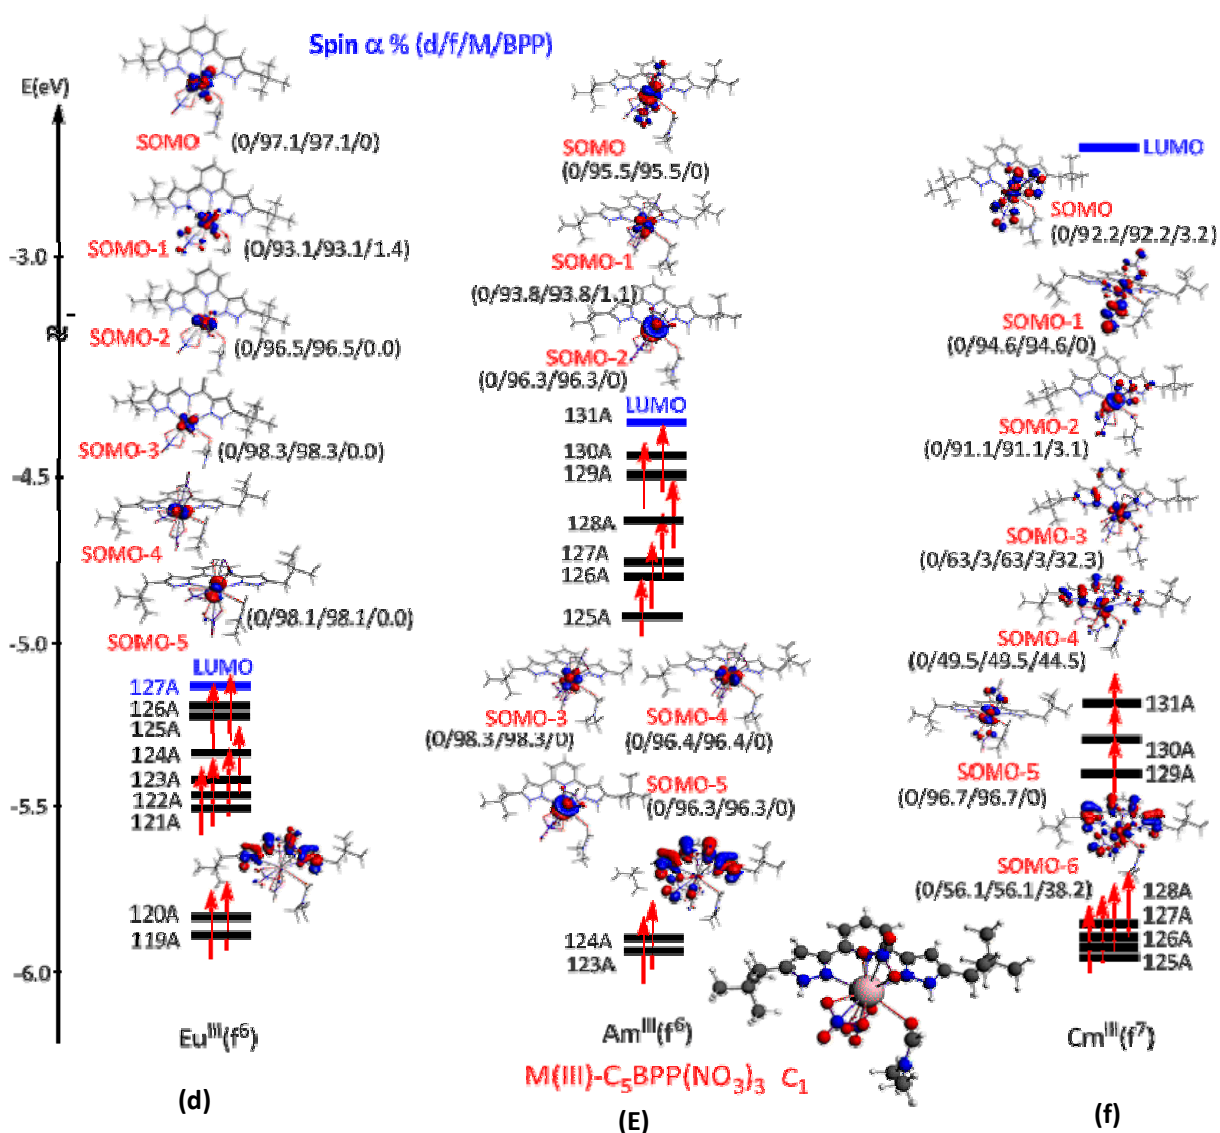 Spin α % (d/f/M/BPP)
E(eV)
-3.0
-4.5
-5.0
-5.5
-6.0
SOMO
(0/97.1/97.1/0)
SOMO-1
(0/93.1/93.1/1.4)
SOMO-2
(0/96.5/96.5/0.0)
SOMO-3
(0/98.3/98.3/0.0)
SOMO-4
SOMO-5
(0/98.1/98.1/0.0)
LUMO
127A
126A
125A
124A
123A
122A
121A
120A
119A
Eu^III(f^6)
(d)
SOMO
(0/95.5/95.5/0)
SOMO-1
(0/93.8/93.8/1.1)
SOMO-2
(0/96.3/96.3/0)
LUMO
131A
130A
129A
128A
127A
126A
125A
SOMO-3
(0/98.3/98.3/0)
SOMO-4
(0/96.4/96.4/0)
SOMO-5
(0/96.3/96.3/0)
124A
123A
Am^III(f^6)
M(III)-C5BPP(NO3)3 C1
(E)
LUMO
SOMO
(0/92.2/92.2/3.2)
SOMO-1
(0/94.6/94.6/0)
SOMO-2
(0/91.1/91.1/3.1)
SOMO-3
(0/63/3/63/3/32.3)
SOMO-4
(0/49.5/49.5/44.5)
131A
130A
129A
SOMO-5
(0/96.7/96.7/0)
SOMO-6
(0/56.1/56.1/38.2)
128A
127A
126A
125A
Cm^III(f^7)
(f)